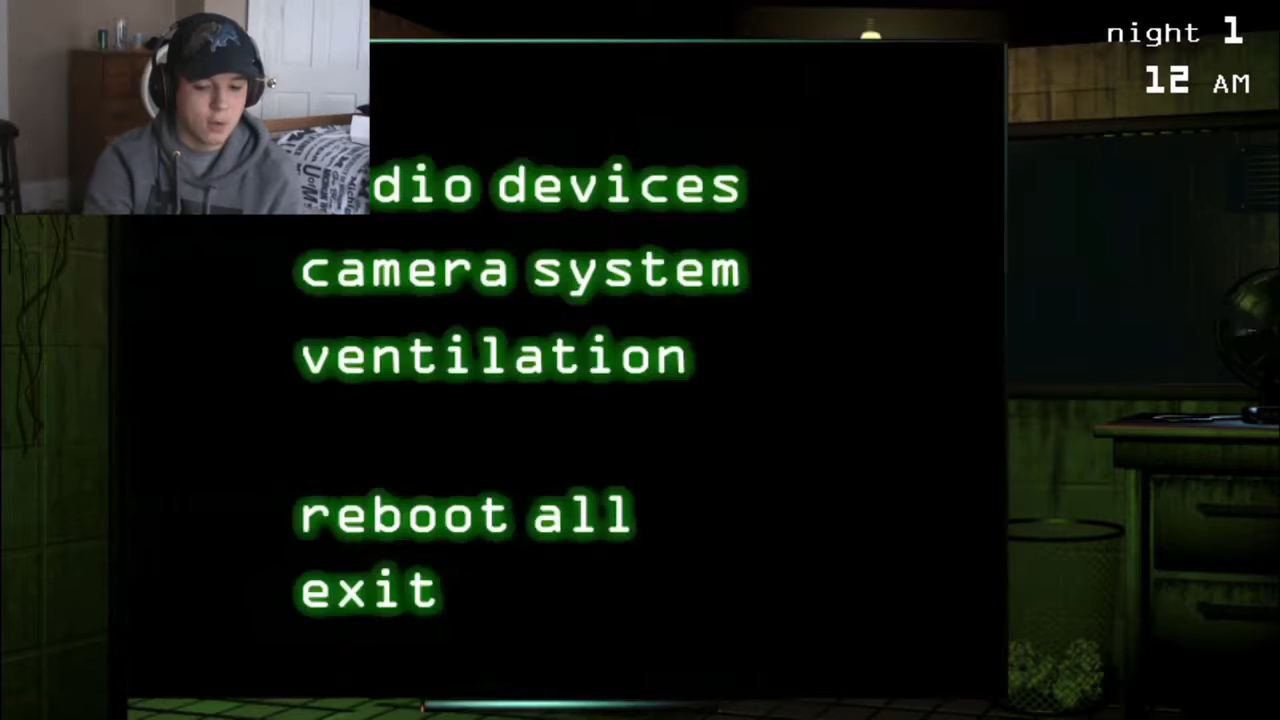 night 1
12 AM
dio devices
camera system
ventilation
reboot all
exit